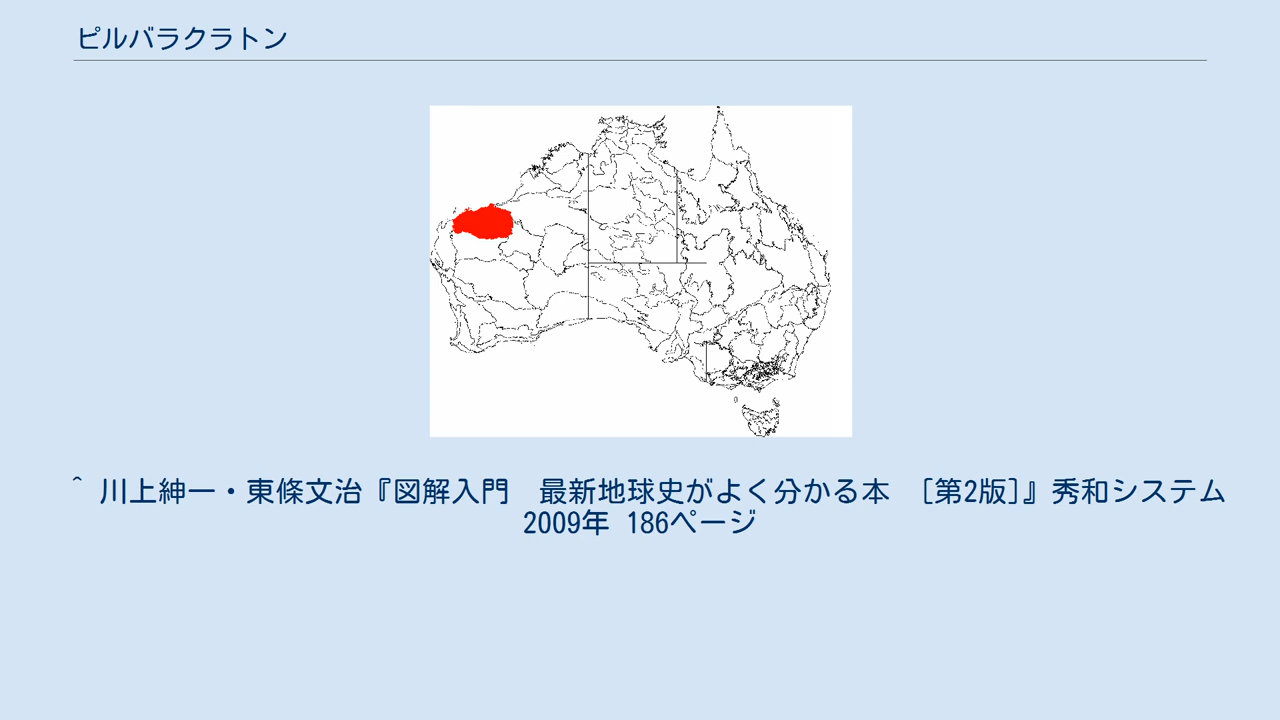 ピルバラクラトン
^ 川上紳一・東條文治『図解入門　最新地球史がよく分かる本　[第2版]』秀和システム
2009年 186ページ